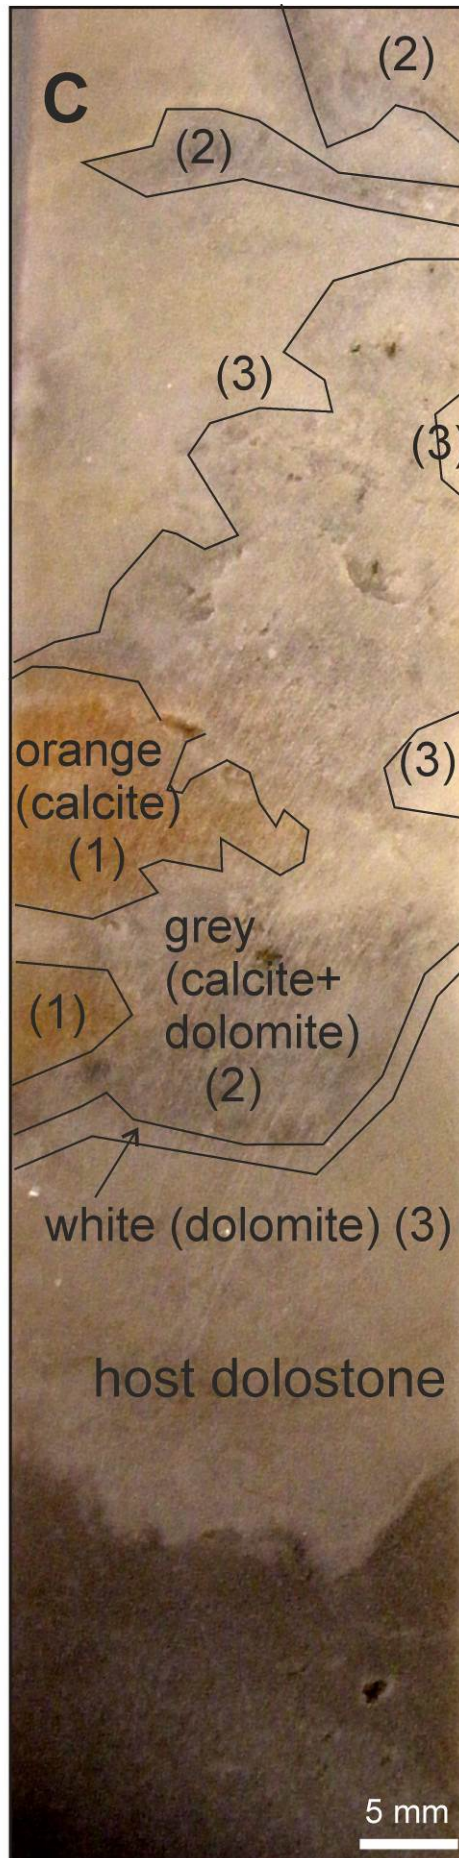 C
(2)
(2)
(3)
(3)
orange
(calcite)
(1)
(3)
grey
(calcite+
dolomite)
(2)
(1)
white (dolomite) (3)
host dolostone
5 mm